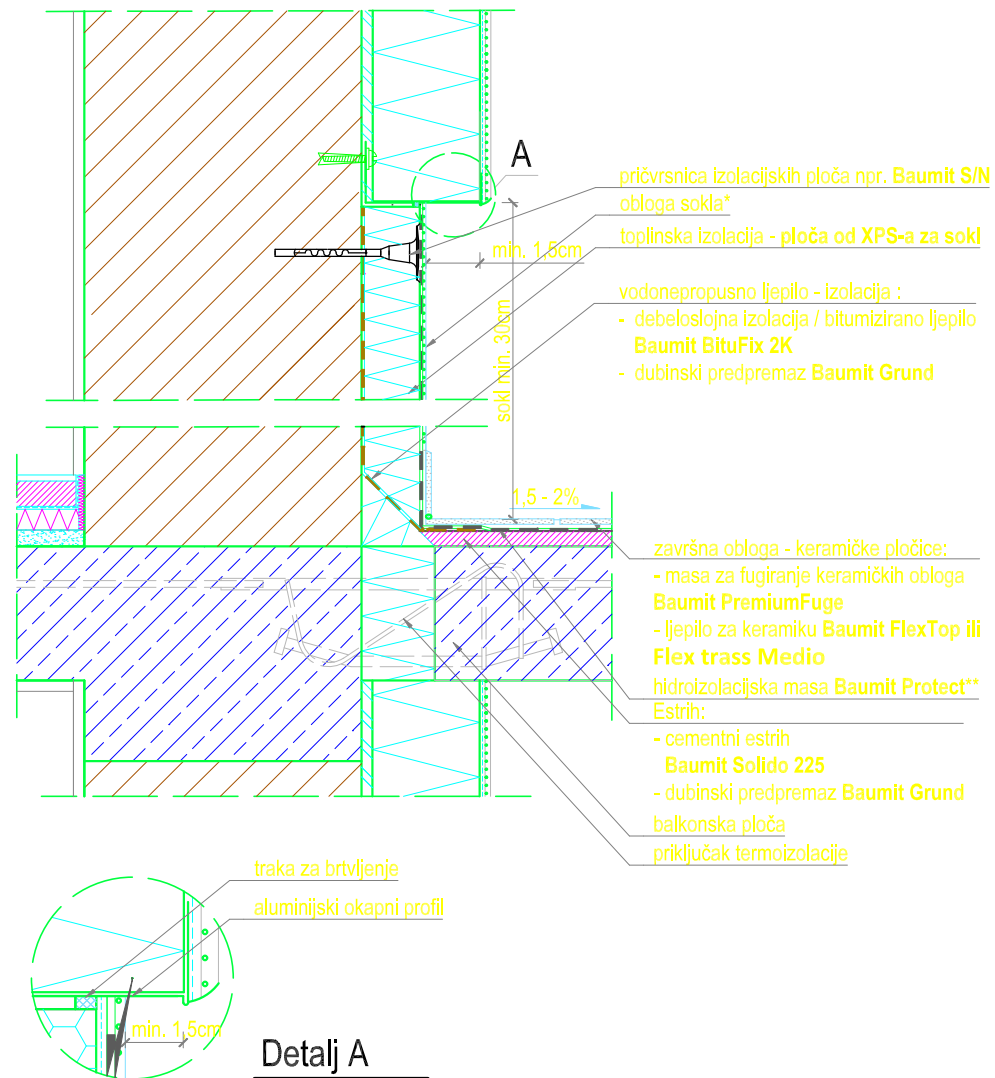 A
pričvrsnica izolacijskih ploča npr. Baumit S/N
obloga sokla*
toplinska izolacija - ploča od XPS-a za sokl
min. 1,5cm
vodonepropusno ljepilo - izolacija :
- debeloslojna izolacija / bitumizirano ljepilo
Baumit BituFix 2K
- dubinski predpremaz Baumit Grund
sokl min. 30cm
1,5 - 2%
završna obloga - keramičke pločice:
- masa za fugiranje keramičkih obloga
Baumit PremiumFuge
- ljepilo za keramiku Baumit FlexTop ili
Flex trass Medio
hidroizolacijska masa Baumit Protect**
Estrih:
- cementni estrih
Baumit Solido 225
- dubinski predpremaz Baumit Grund
balkonska ploča
priključak termoizolacije
traka za brtvljenje
aluminijski okapni profil
min. 1,5cm
Detalj A